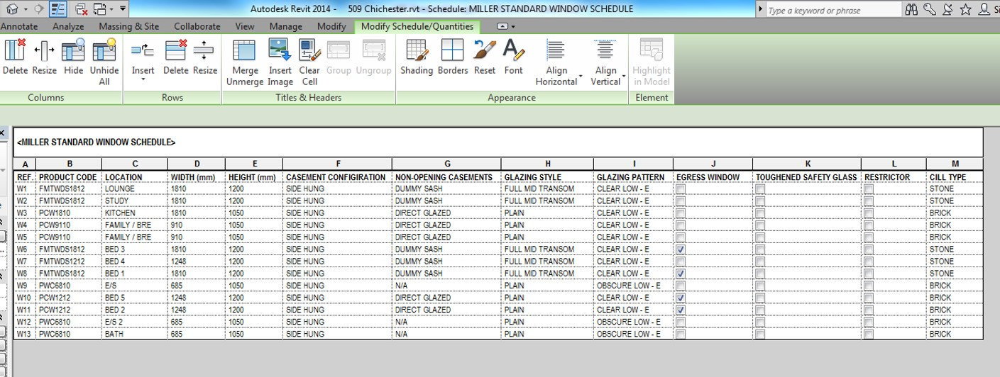 Autodesk Revit 2014 - 509 Chichester.rvt - Schedule: MILLER STANDARD WINDOW SCHEDULE Type a keyword or phrase Si
Annotate Analyze Massing & Site Collaborate View Manage Modify Modify Schedule/Quantities
Delete Resize Hide Unhide All Insert Delete Resize Merge Unmerge Insert Image Clear Cell Group Ungroup Shading Borders Reset Font Align Horizontal Align Vertical Highlight in Model
Columns Rows Titles & Headers Appearance Element
<MILLER STANDARD WINDOW SCHEDULE>
A B C D E F G H I J K L M
REF. PRODUCT CODE LOCATION WIDTH (mm) HEIGHT (mm) CASEMENT CONFIGIRATION NON-OPENING CASEMENTS GLAZING STYLE GLAZING PATTERN EGRESS WINDOW TOUGHENED SAFETY GLASS RESTRICTOR CILL TYPE
W1 FMTWDS1812 LOUNGE 1810 1200 SIDE HUNG DUMMY SASH FULL MID TRANSOM CLEAR LOW - E STONE
W2 FMTWDS1812 STUDY 1810 1200 SIDE HUNG DUMMY SASH FULL MID TRANSOM CLEAR LOW - E STONE
W3 PCW1810 KITCHEN 1810 1050 SIDE HUNG DIRECT GLAZED PLAIN CLEAR LOW - E BRICK
W4 PCW9110 FAMILY / BRE 910 1050 SIDE HUNG DIRECT GLAZED PLAIN CLEAR LOW - E BRICK
W5 PCW9110 FAMILY / BRE 910 1050 SIDE HUNG DIRECT GLAZED PLAIN CLEAR LOW - E BRICK
W6 FMTWDS1812 BED 3 1810 1200 SIDE HUNG DUMMY SASH FULL MID TRANSOM CLEAR LOW - E STONE
W7 FMTWDS1212 BED 4 1248 1200 SIDE HUNG DUMMY SASH FULL MID TRANSOM CLEAR LOW - E STONE
W8 FMTWDS1812 BED 1 1810 1200 SIDE HUNG DUMMY SASH FULL MID TRANSOM CLEAR LOW - E STONE
W9 PWC6810 E/S 685 1050 SIDE HUNG N/A PLAIN OBSCURE LOW - E BRICK
W10 PCW1212 BED 5 1248 1200 SIDE HUNG DIRECT GLAZED PLAIN CLEAR LOW - E BRICK
W11 PCW1212 BED 2 1248 1200 SIDE HUNG DIRECT GLAZED PLAIN CLEAR LOW - E BRICK
W12 PWC6810 E/S 2 685 1050 SIDE HUNG N/A PLAIN OBSCURE LOW - E BRICK
W13 PWC6810 BATH 685 1050 SIDE HUNG N/A PLAIN OBSCURE LOW - E BRICK